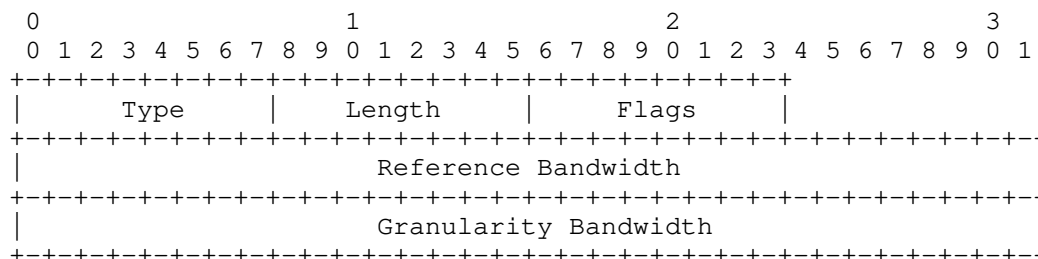 0                   1                   2                   3
 0 1 2 3 4 5 6 7 8 9 0 1 2 3 4 5 6 7 8 9 0 1 2 3 4 5 6 7 8 9 0 1
+-+-+-+-+-+-+-+-+-+-+-+-+-+-+-+-+-+-+-+-+-+-+-+-+
|      Type     |    Length     |     Flags     |
+-+-+-+-+-+-+-+-+-+-+-+-+-+-+-+-+-+-+-+-+-+-+-+-+-+-+-+-+-+-+-+-
|                      Reference Bandwidth
+-+-+-+-+-+-+-+-+-+-+-+-+-+-+-+-+-+-+-+-+-+-+-+-+-+-+-+-+-+-+-+-
|                      Granularity Bandwidth
+-+-+-+-+-+-+-+-+-+-+-+-+-+-+-+-+-+-+-+-+-+-+-+-+-+-+-+-+-+-+-+-